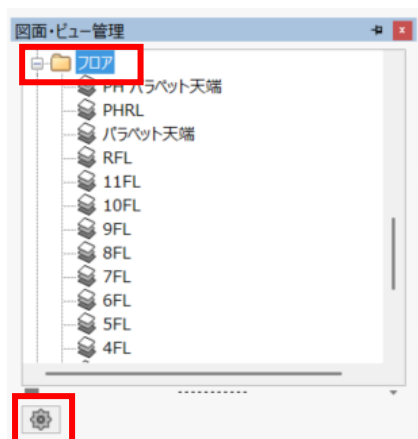 図面・ビュー管理
フロア
PH パラペット天端
PHRL
パラペット天端
RFL
11FL
10FL
9FL
8FL
7FL
6FL
5FL
4FL